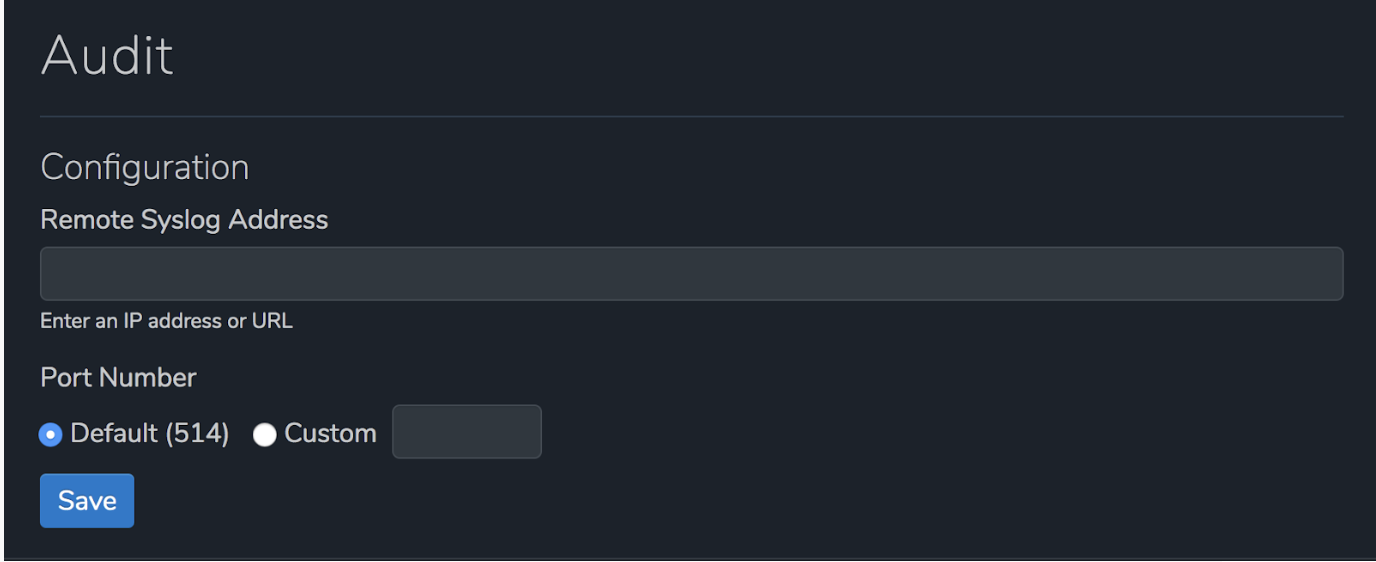 Audit
Configuration
Remote Syslog Address
Enter an IP address or URL
Port Number
Default (514) Custom
Save